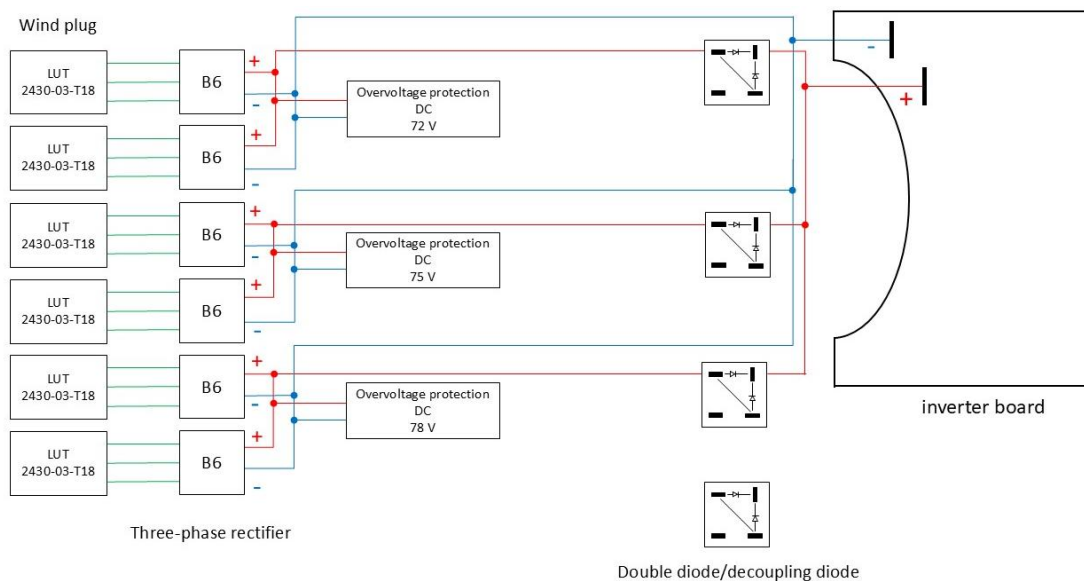 Wind plug
LUT
2430-03-T18
B6
+
-
Overvoltage protection
DC
72 V
LUT
2430-03-T18
B6
+
-
LUT
2430-03-T18
B6
+
-
Overvoltage protection
DC
75 V
LUT
2430-03-T18
B6
+
-
LUT
2430-03-T18
B6
+
-
Overvoltage protection
DC
78 V
LUT
2430-03-T18
B6
+
-
Three-phase rectifier
-
+
inverter board
Double diode/decoupling diode